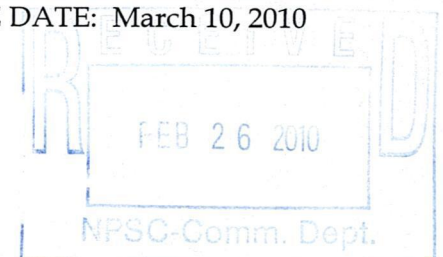 DATE: March 10, 2010
RECEIVED
FEB 26 2010
NPSC-Comm. Dept.